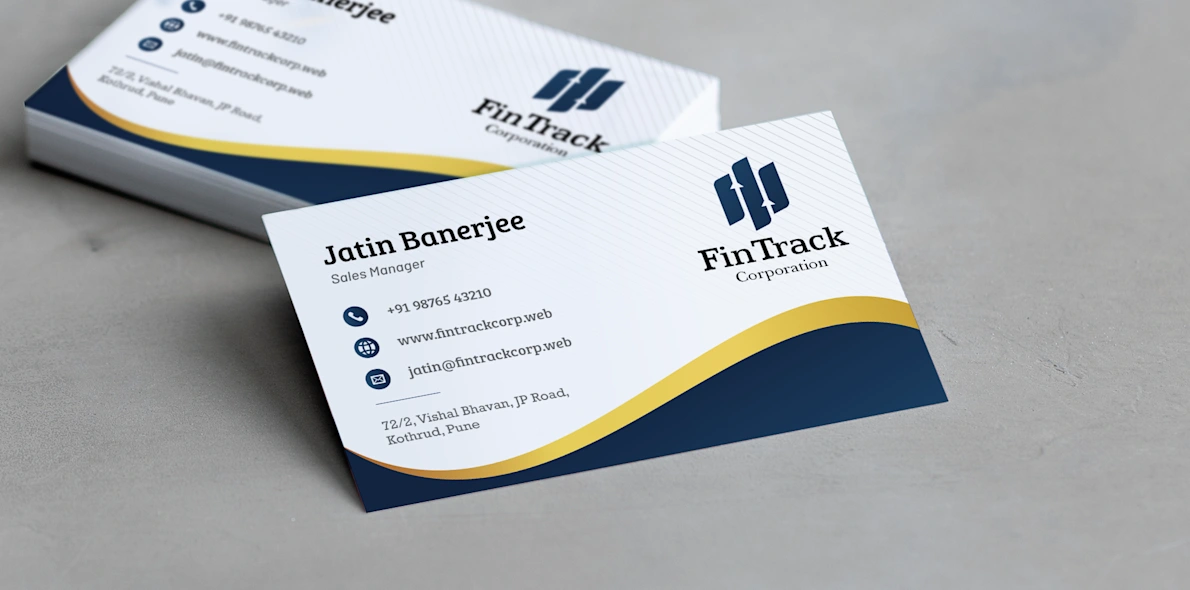 nerjee
+91 98765 43210
www.fintrackcorp.web
jatin@fintrackcorp.web
72/2, Vishal Bhavan, JP Road,
Kothrud, Pune
FinTrack
Corporation
Jatin Banerjee
Sales Manager
+91 98765 43210
www.fintrackcorp.web
jatin@fintrackcorp.web
72/2, Vishal Bhavan, JP Road,
Kothrud, Pune
FinTrack
Corporation